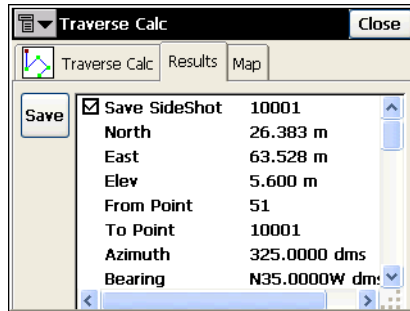 Traverse Calc Close
Traverse Calc Results Map
Save
Save SideShot 10001
North 26.383 m
East 63.528 m
Elev 5.600 m
From Point 51
To Point 10001
Azimuth 325.0000 dms
Bearing N35.0000W dms